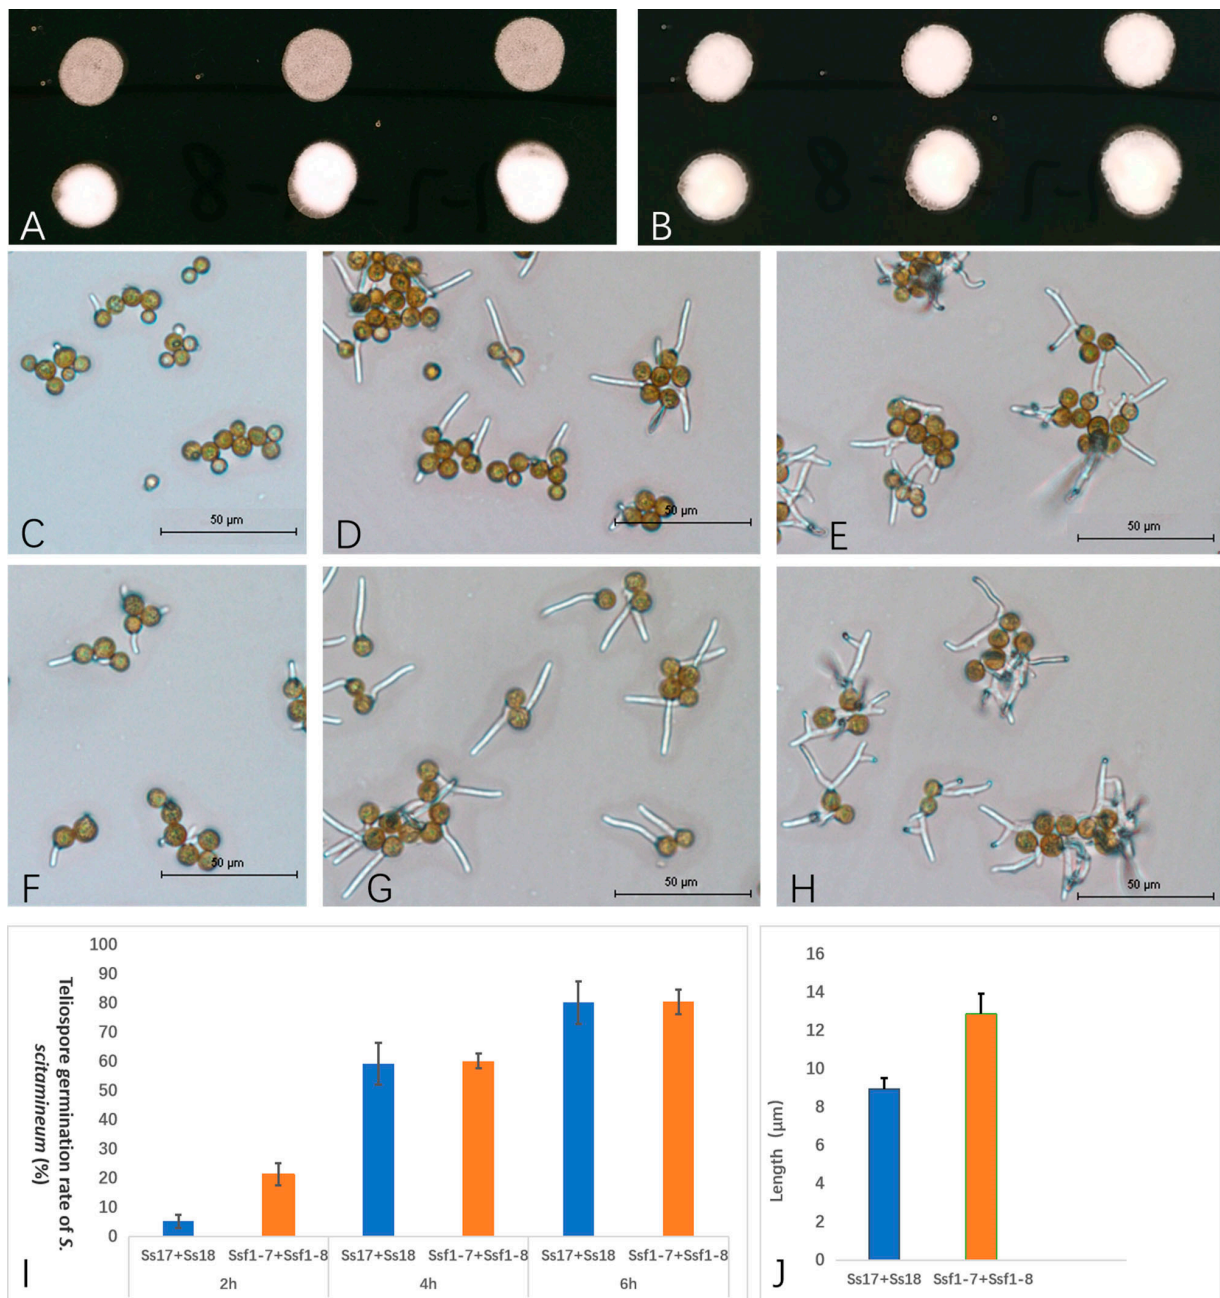 A
B
50 μm
C
50 μm
D
50 μm
E
50 μm
F
50 μm
G
50 μm
H
Teliospore germination rate of S.
scitamineum (%)
100
90
80
70
60
50
40
30
20
10
0
Ss17+Ss18 Ssf1-7+Ssf1-8 Ss17+Ss18 Ssf1-7+Ssf1-8 Ss17+Ss18 Ssf1-7+Ssf1-8
2h 4h 6h
I
Length (μm)
16
14
12
10
8
6
4
2
0
Ss17+Ss18 Ssf1-7+Ssf1-8
J